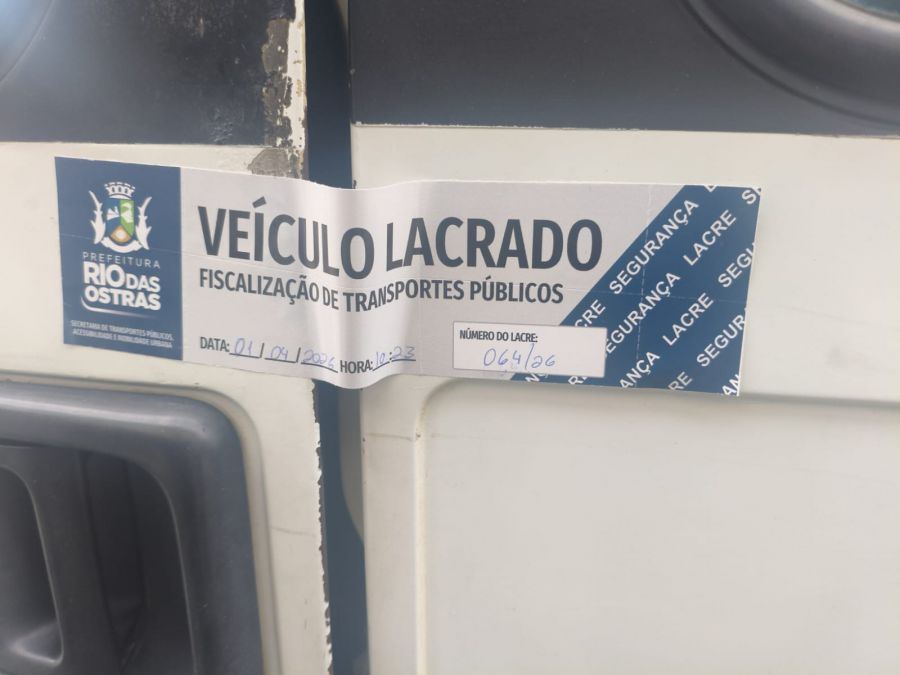 PREFEITURA
RIO DAS
OSTRAS
SECRETARIA DE TRANSPORTES PÚBLICOS,
ACESSIBILIDADE E MOBILIDADE URBANA
VEÍCULO LACRADO
FISCALIZAÇÃO DE TRANSPORTES PÚBLICOS
DATA: 01 / 04 / 2026 HORA: 10:23
NÚMERO DO LACRE:
064/26
SEGURANÇA
LACRE
SEGURANÇA
LACRE